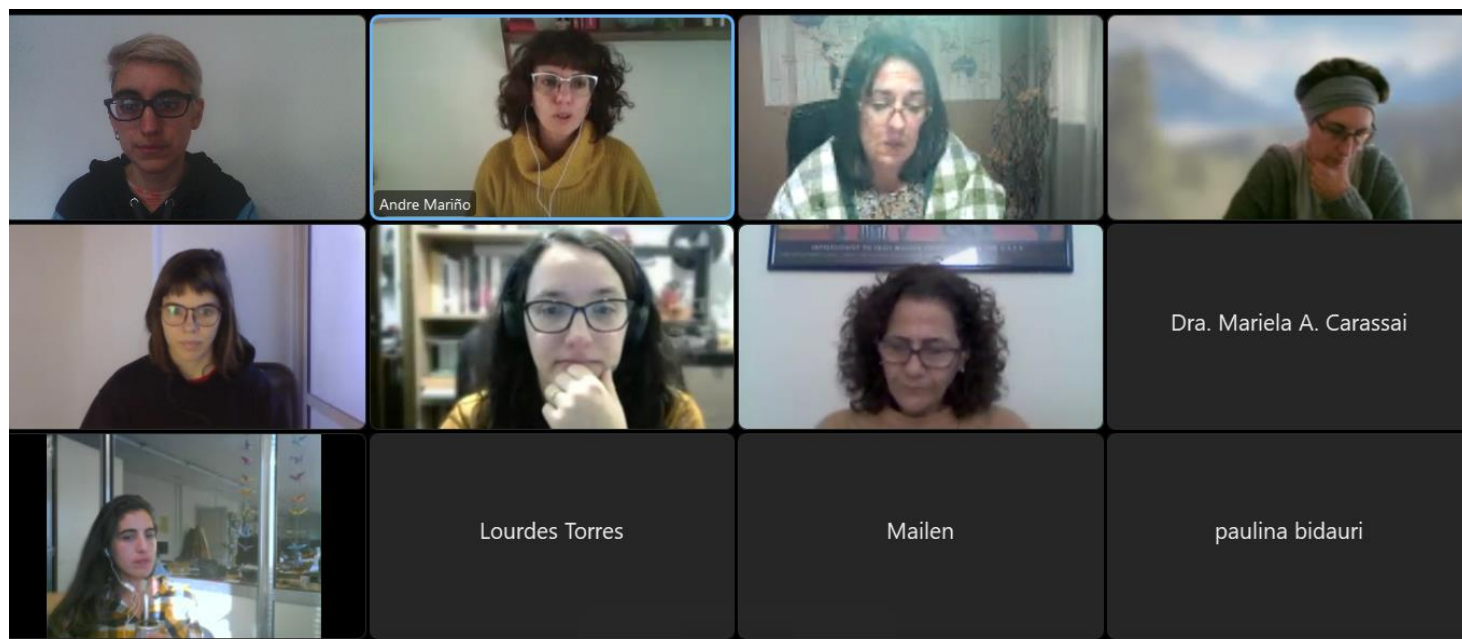 Andre Mariño
Dra. Mariela A. Carassai
Lourdes Torres
Mailen
paulina bidauri